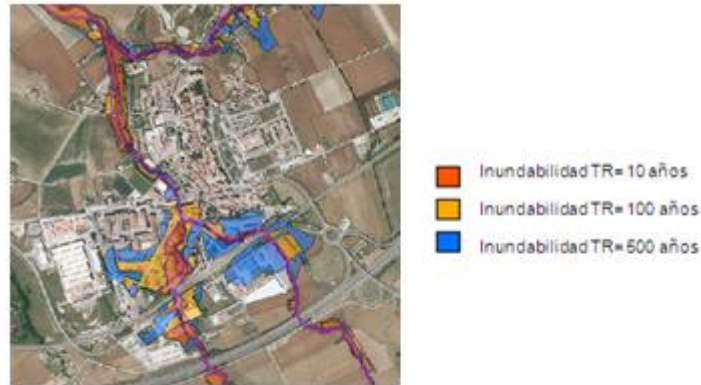 Inundabilidad TR= 10 años
Inundabilidad TR= 100 años
Inundabilidad TR= 500 años